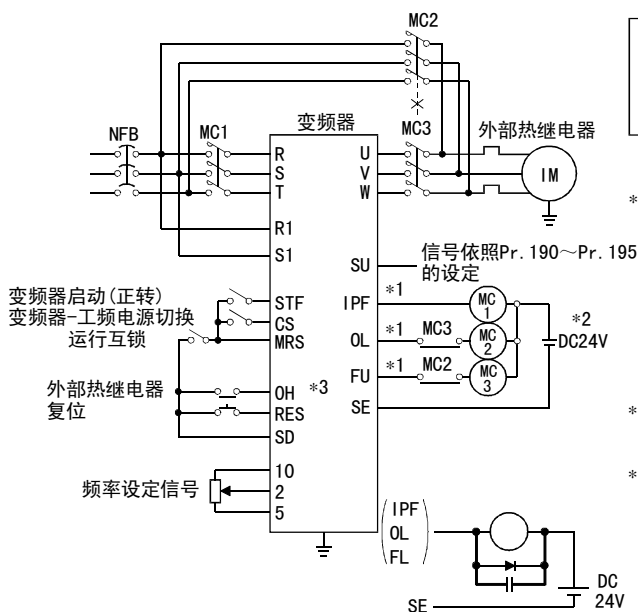 MC2
变频器
NFB
MC1
MC3
外部热继电器
R
S
T
U
V
W
IM
R1
S1
SU
信号依照Pr.190～Pr.195
的设定
变频器启动(正转)
变频器-工频电源切换
运行互锁
STF
CS
MRS
IPF
*1
MC
1
OL
*1
MC3
MC
2
*2
DC24V
FU
*1
MC2
MC
3
SE
外部热继电器
复位
OH
*3
RES
SD
频率设定信号
10
2
5
IPF
OL
FL
SE
DC
24V
*
*
*